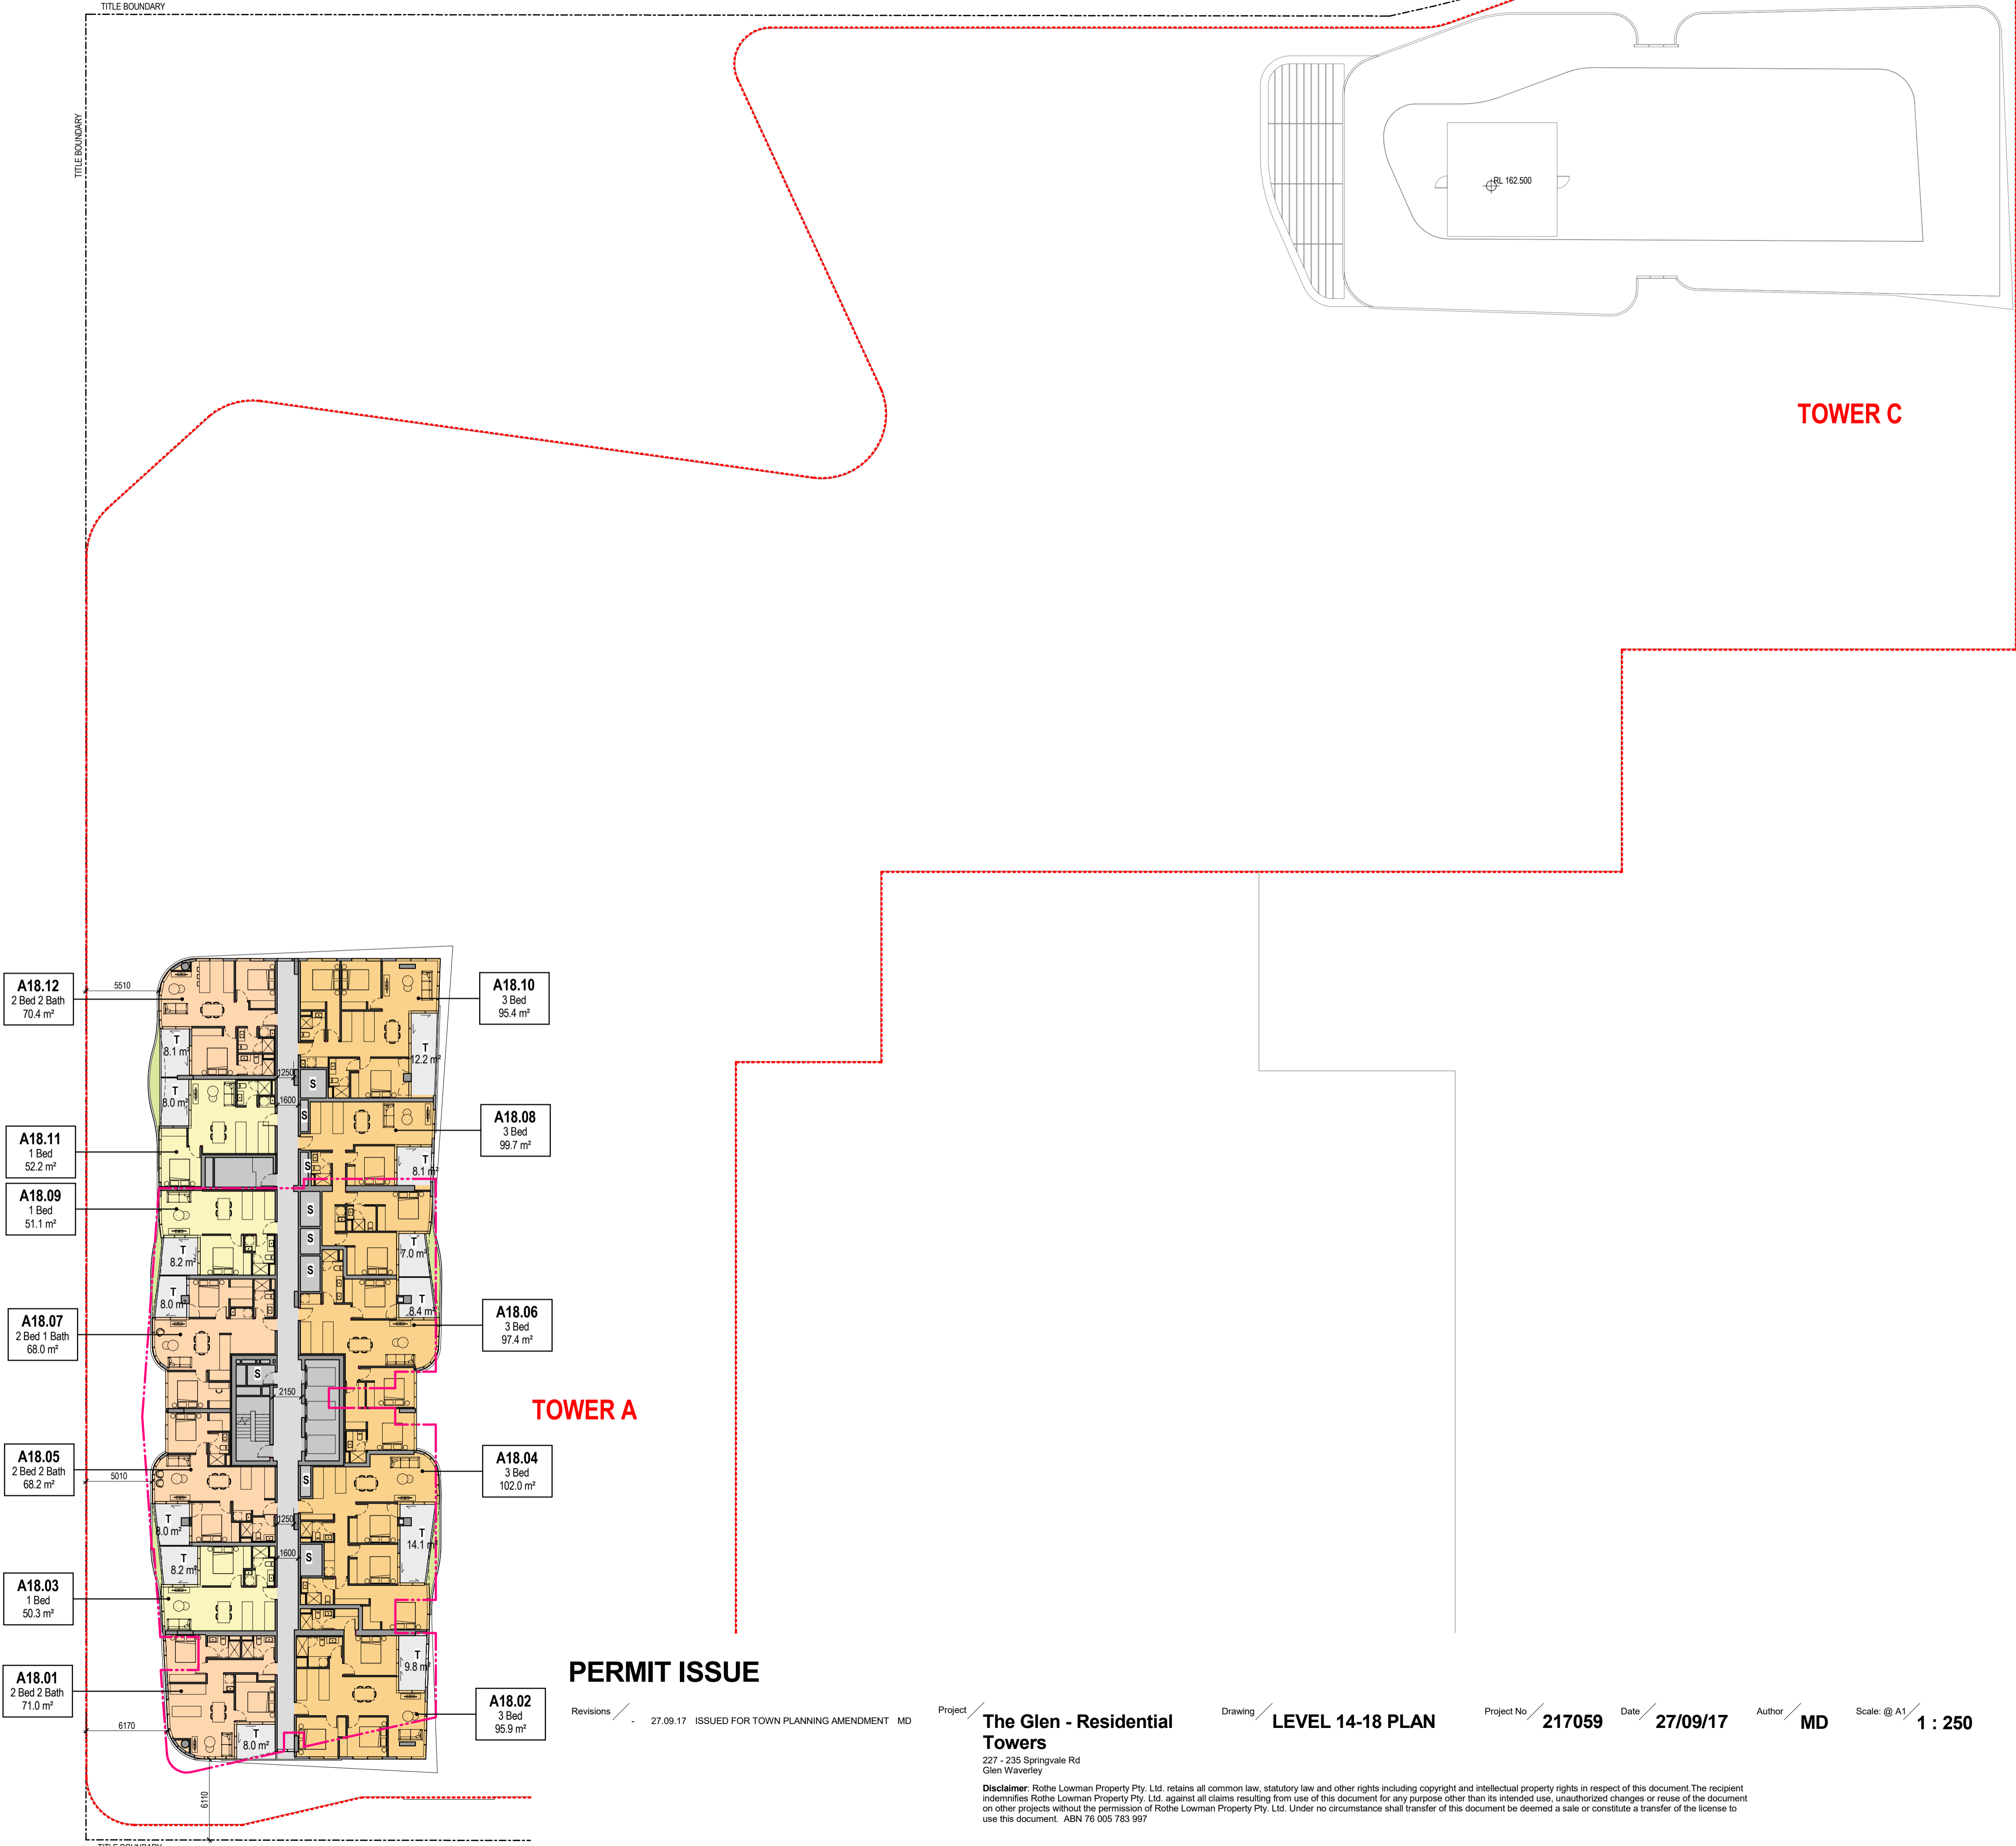 TITLE BOUNDARY
TITLE BOUNDARY
RL 162.500
TOWER C
A18.12
2 Bed 2 Bath
70.4 m²
5510
A18.10
3 Bed
95.4 m²
T
8.1 m²
T
12.2 m²
1250
S
T
8.0 m²
1600
S
A18.08
3 Bed
99.7 m²
A18.11
1 Bed
52.2 m²
S
T
8.1 m²
A18.09
1 Bed
51.1 m²
S
S
T
8.2 m²
T
7.0 m²
S
T
8.0 m²
T
8.4 m²
A18.07
2 Bed 1 Bath
68.0 m²
A18.06
3 Bed
97.4 m²
S
2150
TOWER A
A18.05
2 Bed 2 Bath
68.2 m²
5010
A18.04
3 Bed
102.0 m²
S
T
8.0 m²
1250
T
14.1 m²
T
8.2 m²
1600
S
A18.03
1 Bed
50.3 m²
T
9.8 m²
A18.01
2 Bed 2 Bath
71.0 m²
A18.02
3 Bed
95.9 m²
6170
T
8.0 m²
6110
TITLE BOUNDARY
PERMIT ISSUE
Revisions
- 27.09.17 ISSUED FOR TOWN PLANNING AMENDMENT MD
Project
The Glen - Residential
Towers
227 - 235 Springvale Rd
Glen Waverley
Drawing
LEVEL 14-18 PLAN
Project No
217059
Date
27/09/17
Author
MD
Scale: @ A1
1 : 250
Disclaimer: Rothe Lowman Property Pty. Ltd. retains all common law, statutory law and other rights including copyright and intellectual property rights in respect of this document.The recipient
indemnifies Rothe Lowman Property Pty. Ltd. against all claims resulting from use of this document for any purpose other than its intended use, unauthorized changes or reuse of the document
on other projects without the permission of Rothe Lowman Property Pty. Ltd. Under no circumstance shall transfer of this document be deemed a sale or constitute a transfer of the license to
use this document. ABN 76 005 783 997